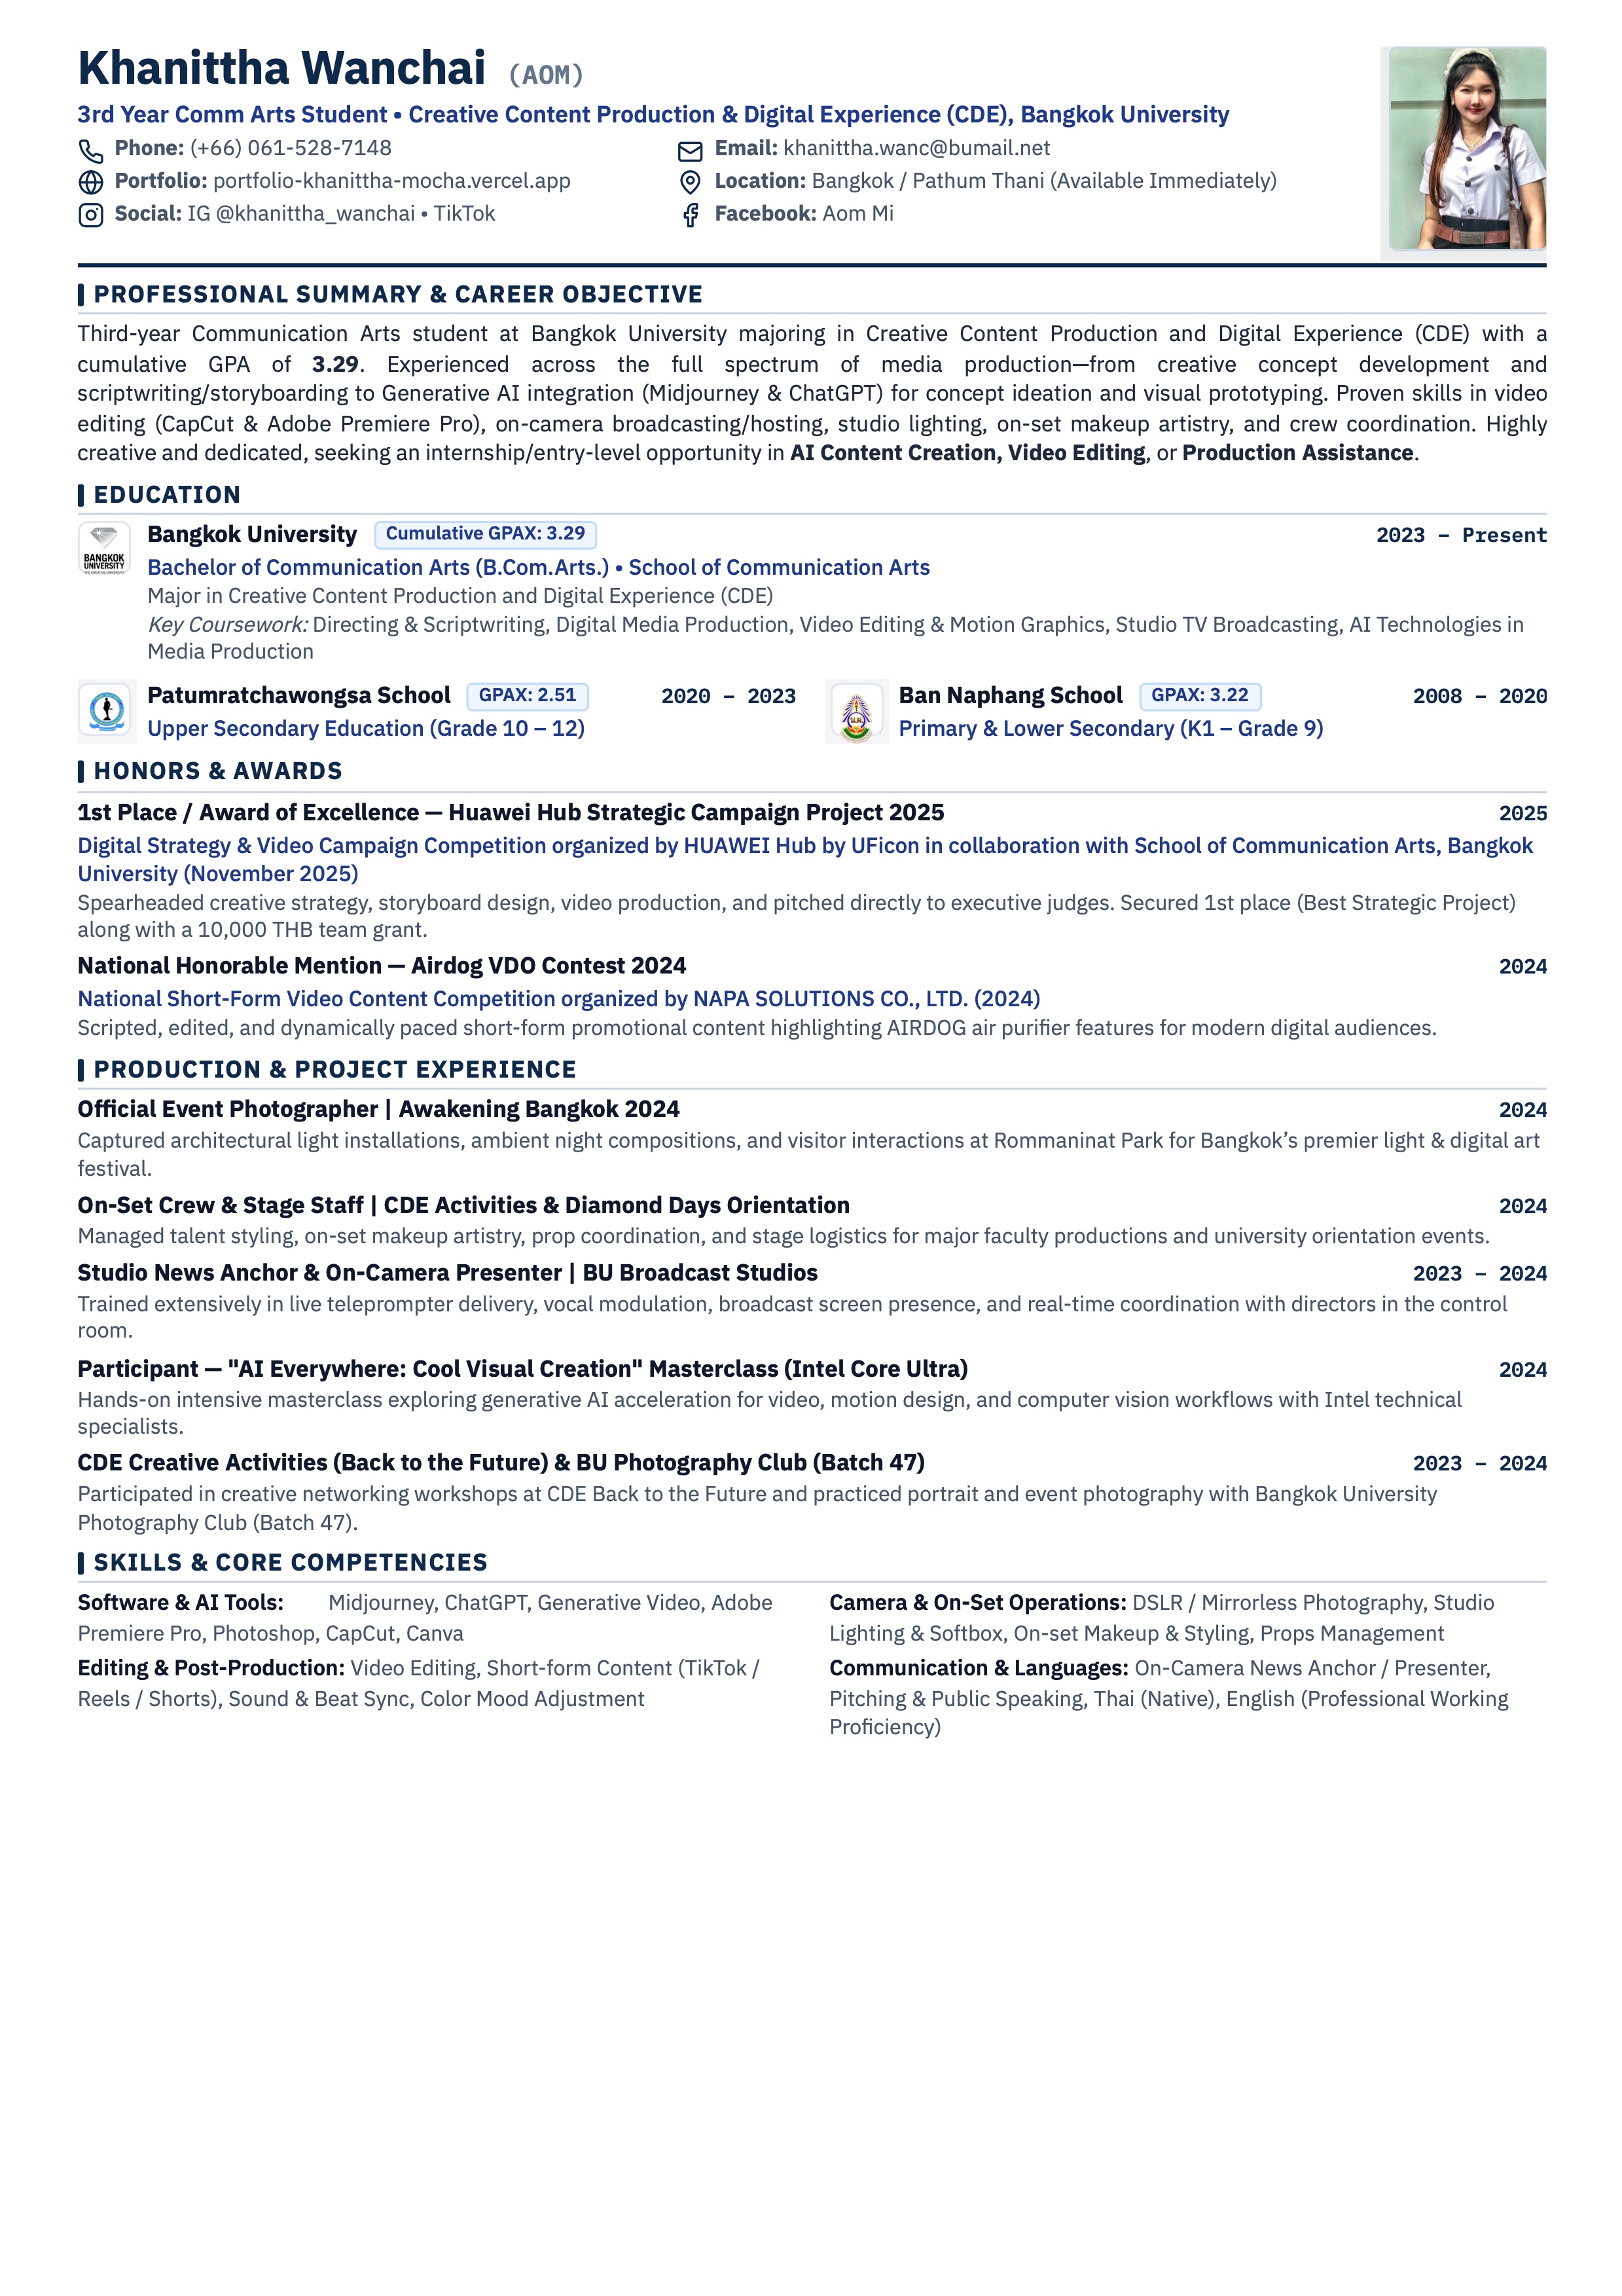 Khanittha Wanchai (AOM)
3rd Year Comm Arts Student • Creative Content Production & Digital Experience (CDE), Bangkok University
Phone: (+66) 061-528-7148
Email: khanittha.wanc@bumail.net
Portfolio: portfolio-khanittha-mocha.vercel.app
Location: Bangkok / Pathum Thani (Available Immediately)
Social: IG @khanittha_wanchai • TikTok
Facebook: Aom Mi
PROFESSIONAL SUMMARY & CAREER OBJECTIVE
Third-year Communication Arts student at Bangkok University majoring in Creative Content Production and Digital Experience (CDE) with a
cumulative GPA of 3.29. Experienced across the full spectrum of media production—from creative concept development and
scriptwriting/storyboarding to Generative AI integration (Midjourney & ChatGPT) for concept ideation and visual prototyping. Proven skills in video
editing (CapCut & Adobe Premiere Pro), on-camera broadcasting/hosting, studio lighting, on-set makeup artistry, and crew coordination. Highly
creative and dedicated, seeking an internship/entry-level opportunity in AI Content Creation, Video Editing, or Production Assistance.
EDUCATION
BANGKOK
UNIVERSITY
Bangkok University Cumulative GPAX: 3.29 2023 – Present
Bachelor of Communication Arts (B.Com.Arts.) • School of Communication Arts
Major in Creative Content Production and Digital Experience (CDE)
Key Coursework: Directing & Scriptwriting, Digital Media Production, Video Editing & Motion Graphics, Studio TV Broadcasting, AI Technologies in
Media Production
Patumratchawongsa School GPAX: 2.51 2020 – 2023
Upper Secondary Education (Grade 10 – 12)
Ban Naphang School GPAX: 3.22 2008 – 2020
Primary & Lower Secondary (K1 – Grade 9)
HONORS & AWARDS
1st Place / Award of Excellence — Huawei Hub Strategic Campaign Project 2025 2025
Digital Strategy & Video Campaign Competition organized by HUAWEI Hub by UFicon in collaboration with School of Communication Arts, Bangkok
University (November 2025)
Spearheaded creative strategy, storyboard design, video production, and pitched directly to executive judges. Secured 1st place (Best Strategic Project)
along with a 10,000 THB team grant.
National Honorable Mention — Airdog VDO Contest 2024 2024
National Short-Form Video Content Competition organized by NAPA SOLUTIONS CO., LTD. (2024)
Scripted, edited, and dynamically paced short-form promotional content highlighting AIRDOG air purifier features for modern digital audiences.
PRODUCTION & PROJECT EXPERIENCE
Official Event Photographer | Awakening Bangkok 2024 2024
Captured architectural light installations, ambient night compositions, and visitor interactions at Rommaninat Park for Bangkok’s premier light & digital art
festival.
On-Set Crew & Stage Staff | CDE Activities & Diamond Days Orientation 2024
Managed talent styling, on-set makeup artistry, prop coordination, and stage logistics for major faculty productions and university orientation events.
Studio News Anchor & On-Camera Presenter | BU Broadcast Studios 2023 – 2024
Trained extensively in live teleprompter delivery, vocal modulation, broadcast screen presence, and real-time coordination with directors in the control
room.
Participant — "AI Everywhere: Cool Visual Creation" Masterclass (Intel Core Ultra) 2024
Hands-on intensive masterclass exploring generative AI acceleration for video, motion design, and computer vision workflows with Intel technical
specialists.
CDE Creative Activities (Back to the Future) & BU Photography Club (Batch 47) 2023 – 2024
Participated in creative networking workshops at CDE Back to the Future and practiced portrait and event photography with Bangkok University
Photography Club (Batch 47).
SKILLS & CORE COMPETENCIES
Software & AI Tools: Midjourney, ChatGPT, Generative Video, Adobe
Premiere Pro, Photoshop, CapCut, Canva
Editing & Post-Production: Video Editing, Short-form Content (TikTok /
Reels / Shorts), Sound & Beat Sync, Color Mood Adjustment
Camera & On-Set Operations: DSLR / Mirrorless Photography, Studio
Lighting & Softbox, On-set Makeup & Styling, Props Management
Communication & Languages: On-Camera News Anchor / Presenter,
Pitching & Public Speaking, Thai (Native), English (Professional Working
Proficiency)